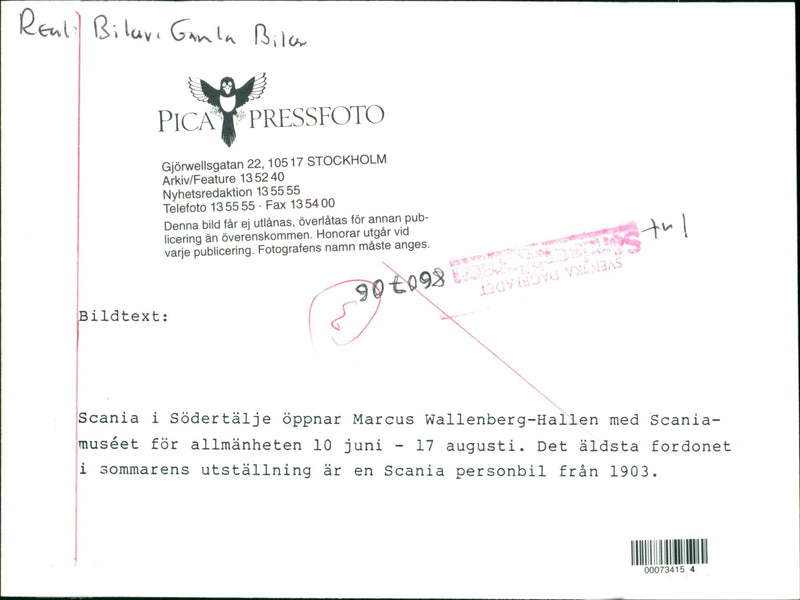 Bilar, Gamla Bilar
PICA PRESSFOTO
Gjörwellsgatan 22, 105 17 STOCKHOLM
Arkiv/Feature 13 52 40
Nyhetsredaktion 13 55 55
Telefoto 13 55 55 · Fax 13 54 00
Denna bild får ej utlånas, överlåtas för annan pub-
licering än överenskommen. Honorar utgår vid
varje publicering. Fotografens namn måste anges.
SVENSKA DAGBLADET
860706
Bildtext:
Scania i Södertälje öppnar Marcus Wallenberg-Hallen med Scania-
muséet för allmänheten 10 juni - 17 augusti. Det äldsta fordonet
i sommarens utställning är en Scania personbil från 1903.
00073415 4